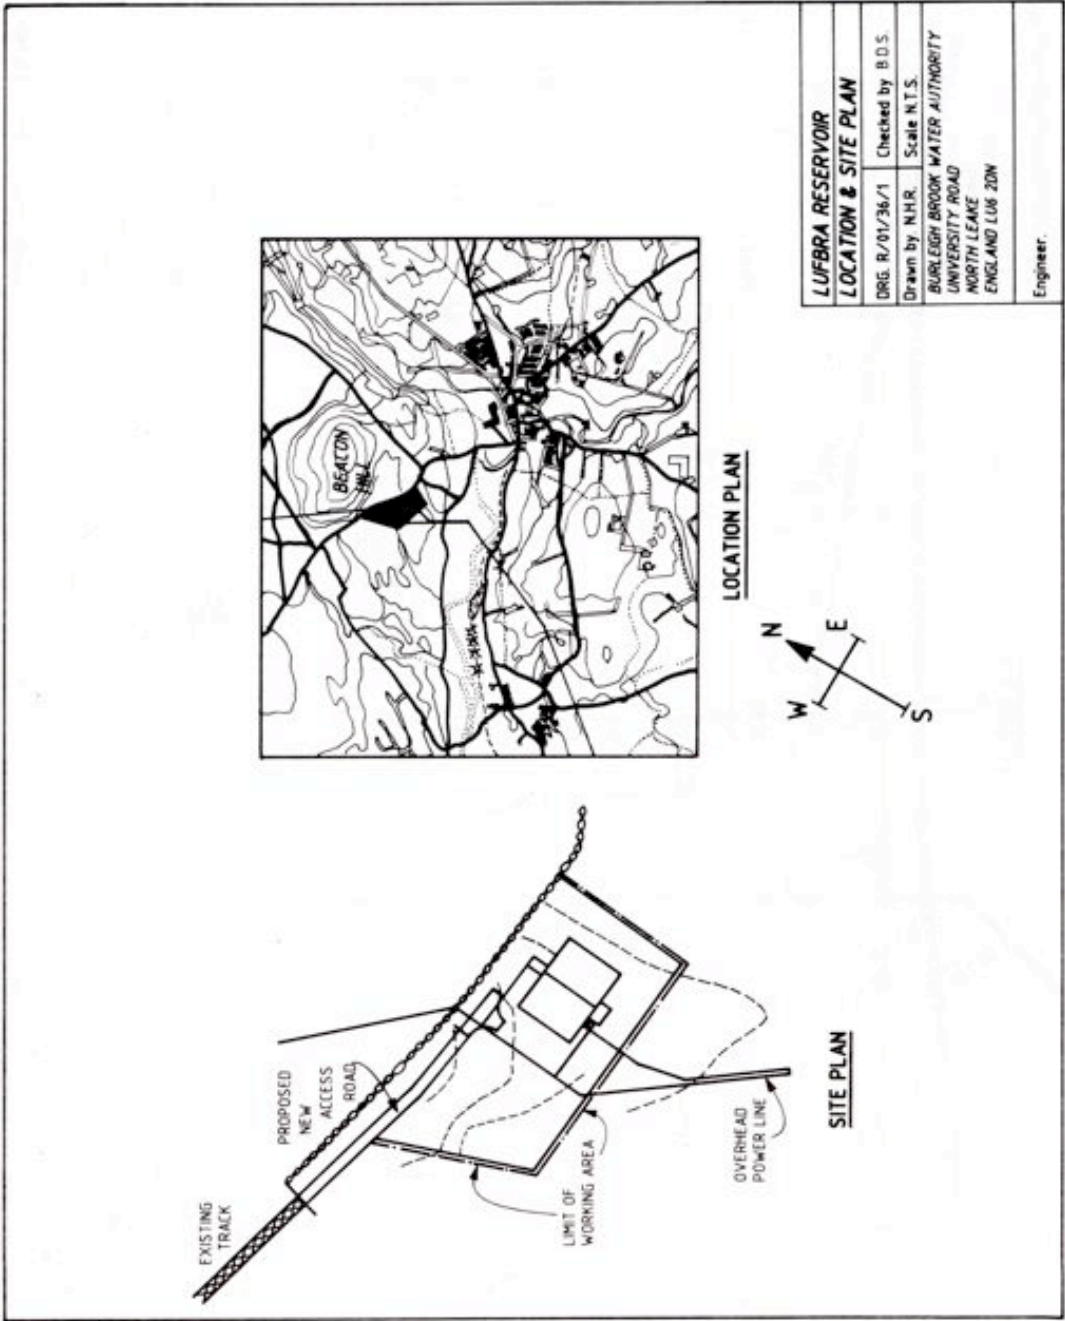 EXISTING
TRACK
PROPOSED
NEW
ACCESS
ROAD
LIMIT OF
WORKING AREA
OVERHEAD
POWER LINE
SITE PLAN
BEACON
HILL
LOCATION PLAN
N
E
W
S
LUFBRA RESERVOIR
LOCATION & SITE PLAN
DRG. R/01/36/1
Checked by B.D.S.
Drawn by. N.H.R.
Scale N.T.S.
BURLEIGH BROOK WATER AUTHORITY
UNIVERSITY ROAD
NORTH LEAKE
ENGLAND LU6 2DN
Engineer.